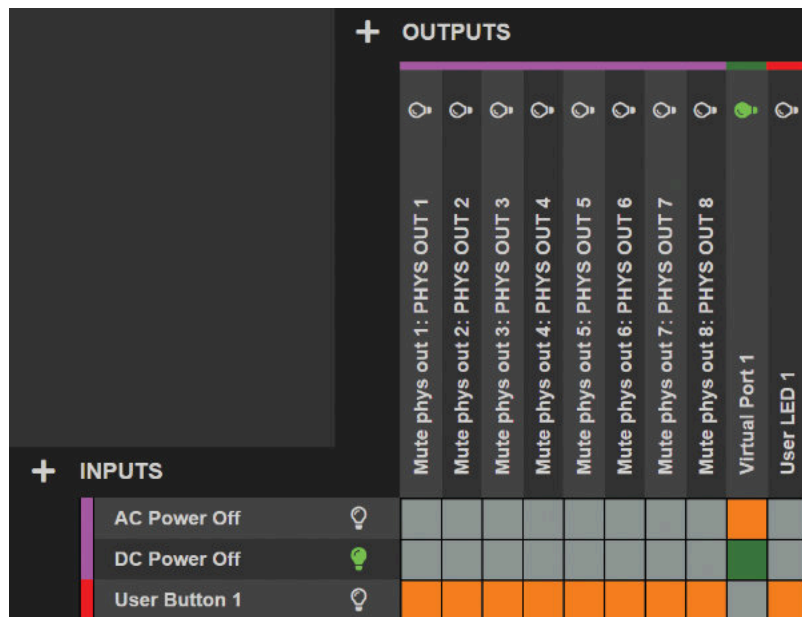 + OUTPUTS
Mute phys out 1: PHYS OUT 1
Mute phys out 2: PHYS OUT 2
Mute phys out 3: PHYS OUT 3
Mute phys out 4: PHYS OUT 4
Mute phys out 5: PHYS OUT 5
Mute phys out 6: PHYS OUT 6
Mute phys out 7: PHYS OUT 7
Mute phys out 8: PHYS OUT 8
Virtual Port 1
User LED 1
+ INPUTS
AC Power Off
DC Power Off
User Button 1